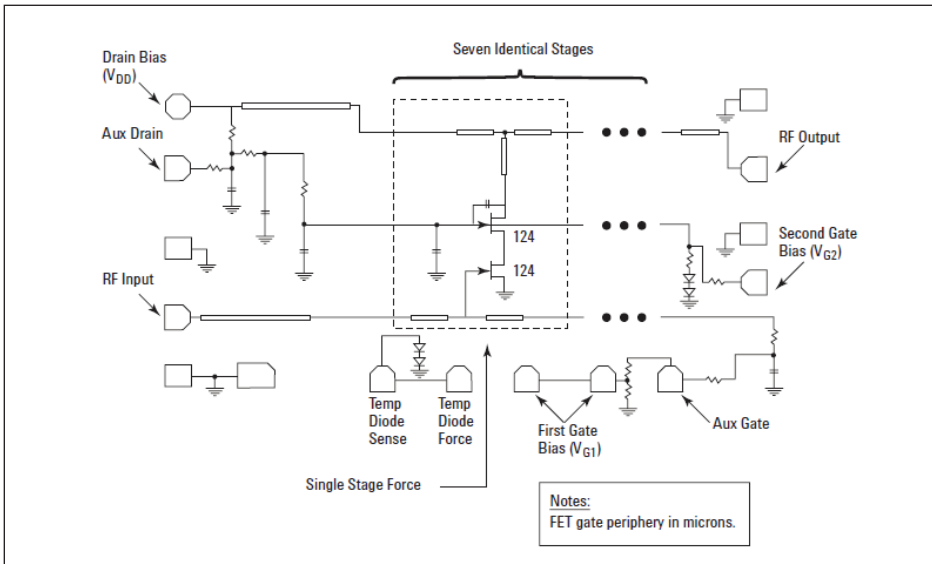 Seven Identical Stages
Drain Bias
(VDD)
Aux Drain
RF Output
124
Second Gate
Bias (VG2)
124
RF Input
Temp
Diode
Sense
Temp
Diode
Force
First Gate
Bias (VG1)
Aux Gate
Single Stage Force
Notes:
FET gate periphery in microns.